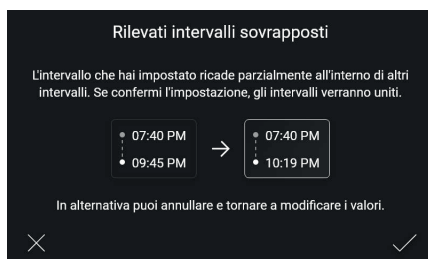 Rilevati intervalli sovrapposti
L'intervallo che hai impostato ricade parzialmente all'interno di altri
intervalli. Se confermi l'impostazione, gli intervalli verranno uniti.
07:40 PM → 07:40 PM
09:45 PM 10:19 PM
In alternativa puoi annullare e tornare a modificare i valori.